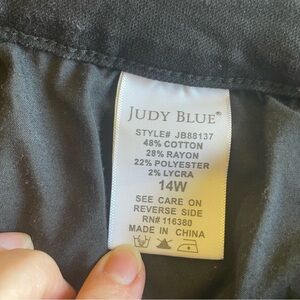 JUDY BLUE®
STYLE# JB88137
48% COTTON
28% RAYON
22% POLYESTER
2% LYCRA
14W
SEE CARE ON
REVERSE SIDE
RN# 116380
MADE IN CHINA